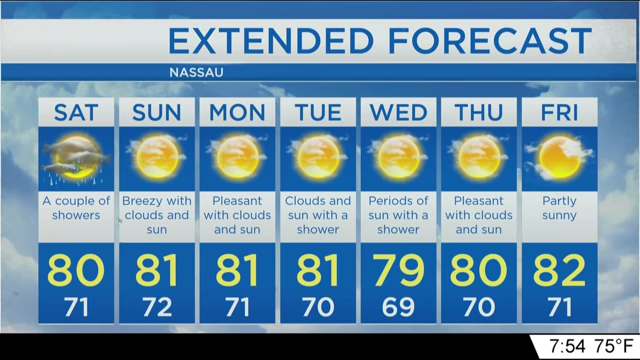 EXTENDED FORECAST
NASSAU
SAT SUN MON TUE WED THU FRI
A couple of showers
Breezy with clouds and sun
Pleasant with clouds and sun
Clouds and sun with a shower
Periods of sun with a shower
Pleasant with clouds and sun
Partly sunny
80 81 81 81 79 80 82
71 72 71 70 69 70 71
7:54 75°F